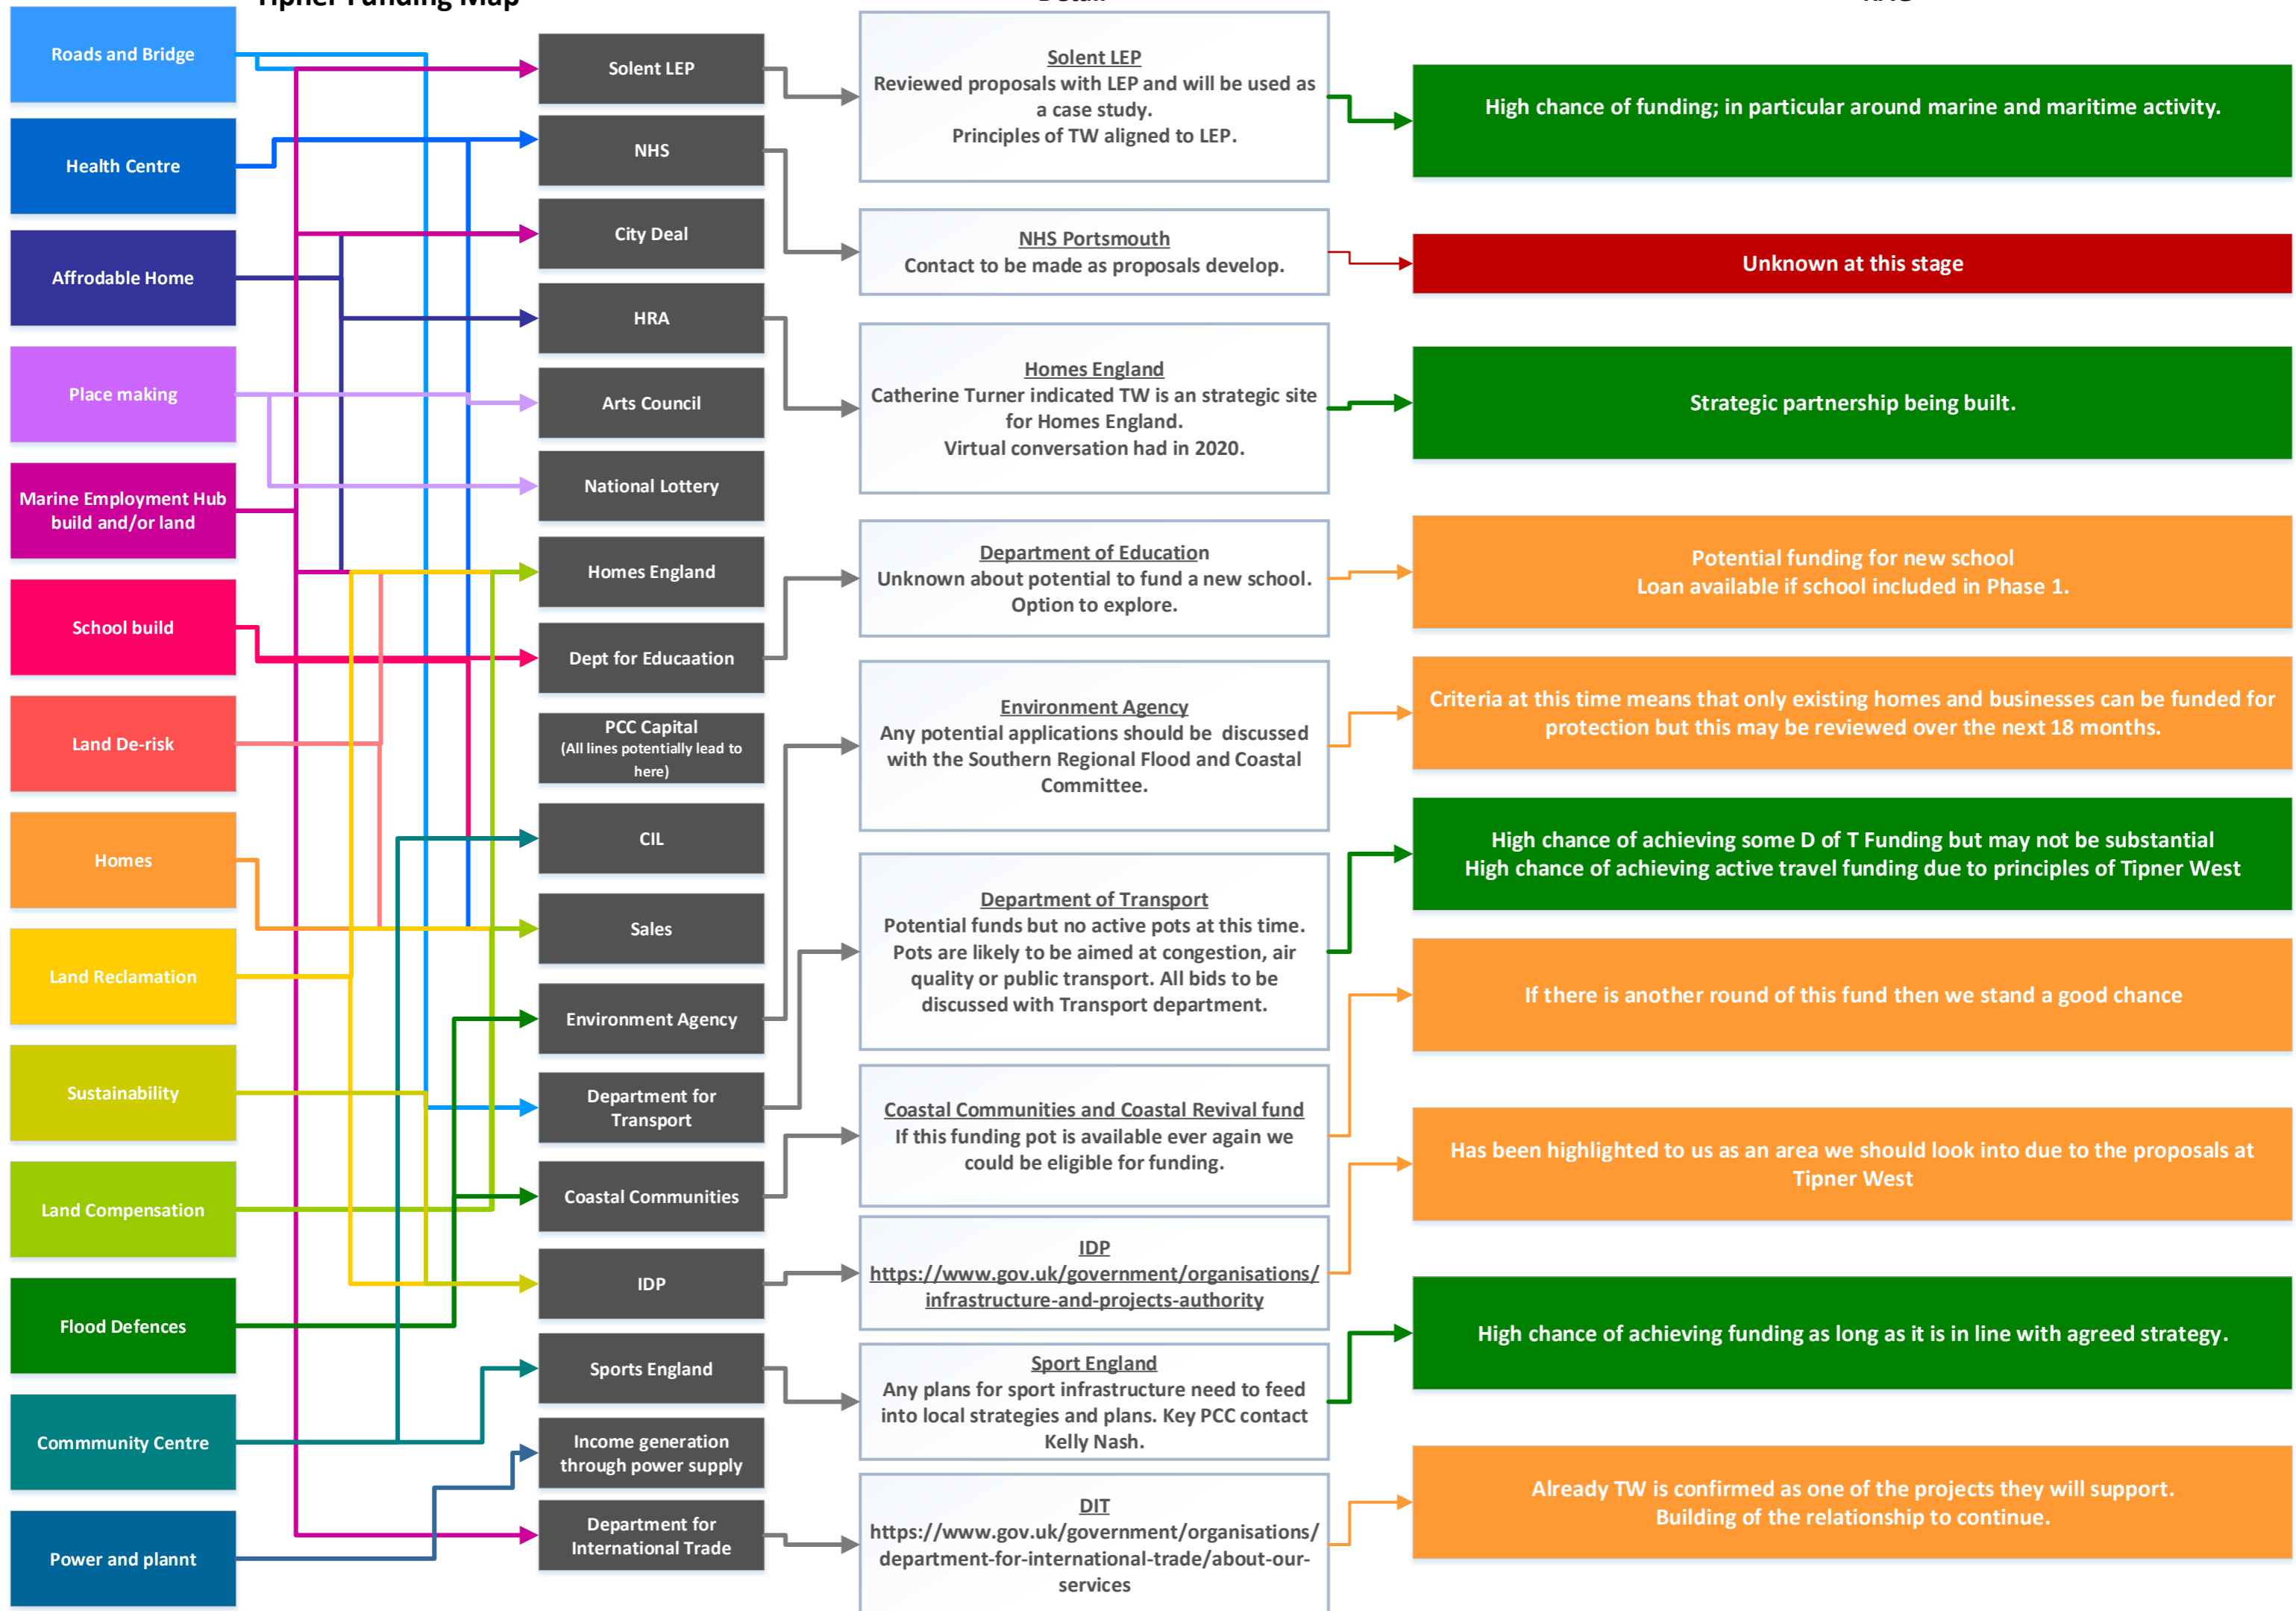 Tipner Funding Map
Detail
RAG
Roads and Bridge
Health Centre
Affrodable Home
Place making
Marine Employment Hub
build and/or land
School build
Land De-risk
Homes
Land Reclamation
Sustainability
Land Compensation
Flood Defences
Commmunity Centre
Power and plannt
Solent LEP
NHS
City Deal
HRA
Arts Council
National Lottery
Homes England
Dept for Educaation
PCC Capital
(All lines potentially lead to
here)
CIL
Sales
Environment Agency
Department for
Transport
Coastal Communities
IDP
Sports England
Income generation
through power supply
Department for
International Trade
Solent LEP
Reviewed proposals with LEP and will be used as
a case study.
Principles of TW aligned to LEP.
NHS Portsmouth
Contact to be made as proposals develop.
Homes England
Catherine Turner indicated TW is an strategic site
for Homes England.
Virtual conversation had in 2020.
Department of Education
Unknown about potential to fund a new school.
Option to explore.
Environment Agency
Any potential applications should be discussed
with the Southern Regional Flood and Coastal
Committee.
Department of Transport
Potential funds but no active pots at this time.
Pots are likely to be aimed at congestion, air
quality or public transport. All bids to be
discussed with Transport department.
Coastal Communities and Coastal Revival fund
If this funding pot is available ever again we
could be eligible for funding.
IDP
https://www.gov.uk/government/organisations/
infrastructure-and-projects-authority
Sport England
Any plans for sport infrastructure need to feed
into local strategies and plans. Key PCC contact
Kelly Nash.
DIT
https://www.gov.uk/government/organisations/
department-for-international-trade/about-our-
services
High chance of funding; in particular around marine and maritime activity.
Unknown at this stage
Strategic partnership being built.
Potential funding for new school
Loan available if school included in Phase 1.
Criteria at this time means that only existing homes and businesses can be funded for
protection but this may be reviewed over the next 18 months.
High chance of achieving some D of T Funding but may not be substantial
High chance of achieving active travel funding due to principles of Tipner West
If there is another round of this fund then we stand a good chance
Has been highlighted to us as an area we should look into due to the proposals at
Tipner West
High chance of achieving funding as long as it is in line with agreed strategy.
Already TW is confirmed as one of the projects they will support.
Building of the relationship to continue.